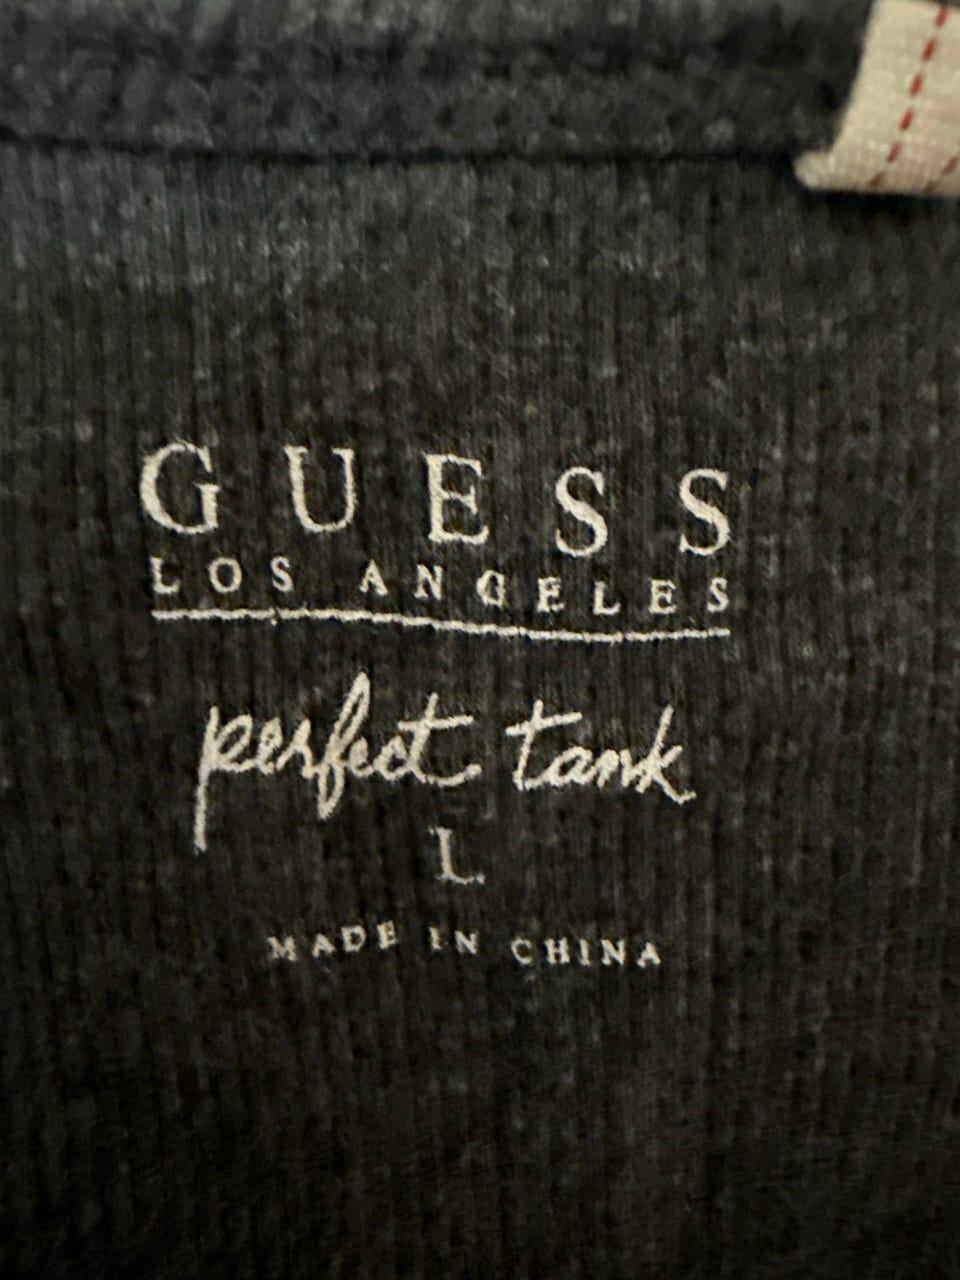 GUESS
LOS ANGELES
perfect tank
L
MADE IN CHINA